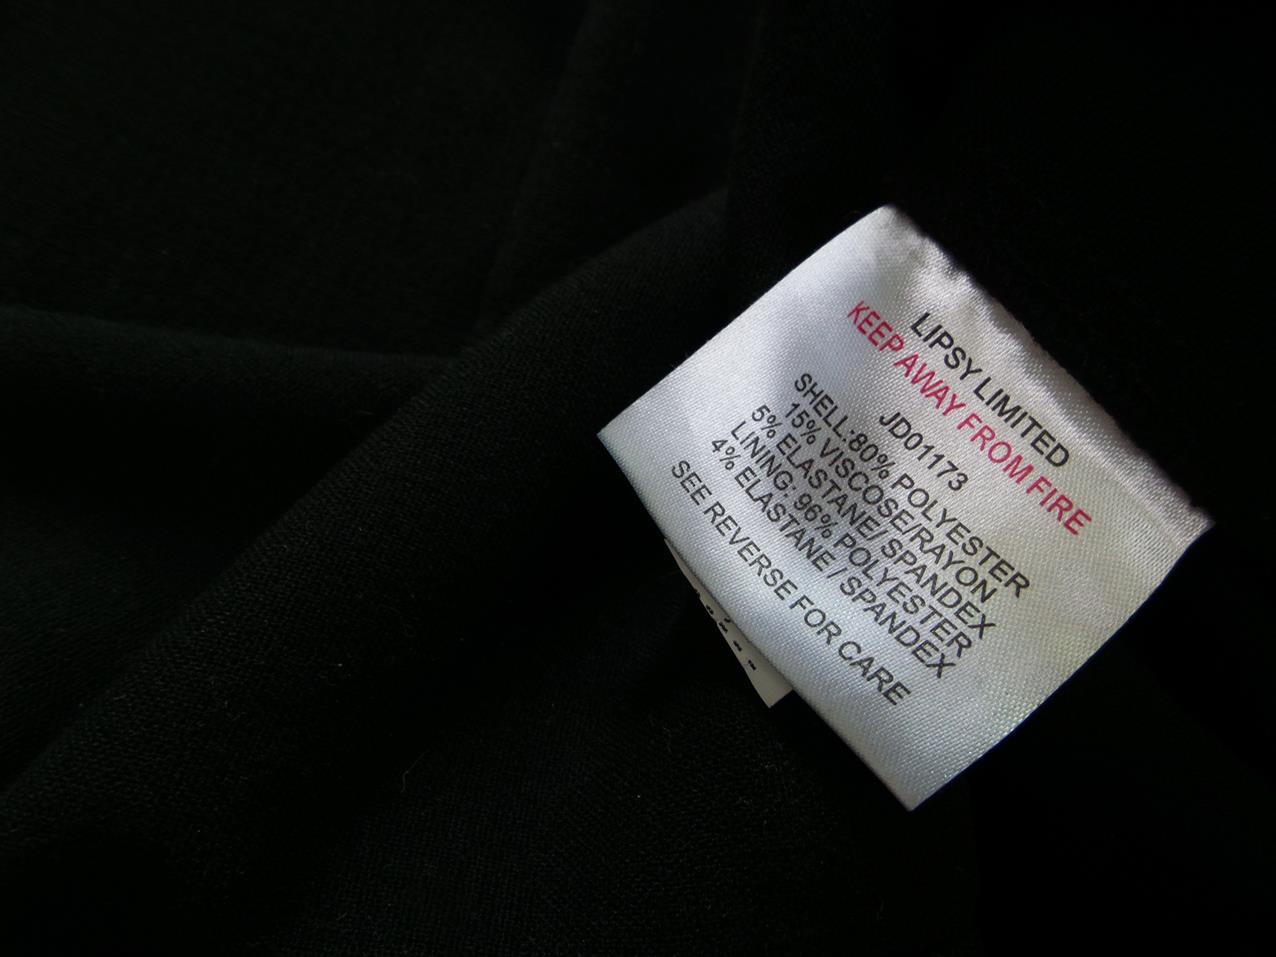 LIPSY LIMITED
KEEP AWAY FROM FIRE
JD01173
SHELL:80% POLYESTER
15% VISCOSE/RAYON
5% ELASTANE/SPANDEX
LINING: 96% POLYESTER
4% ELASTANE / SPANDEX
SEE REVERSE FOR CARE